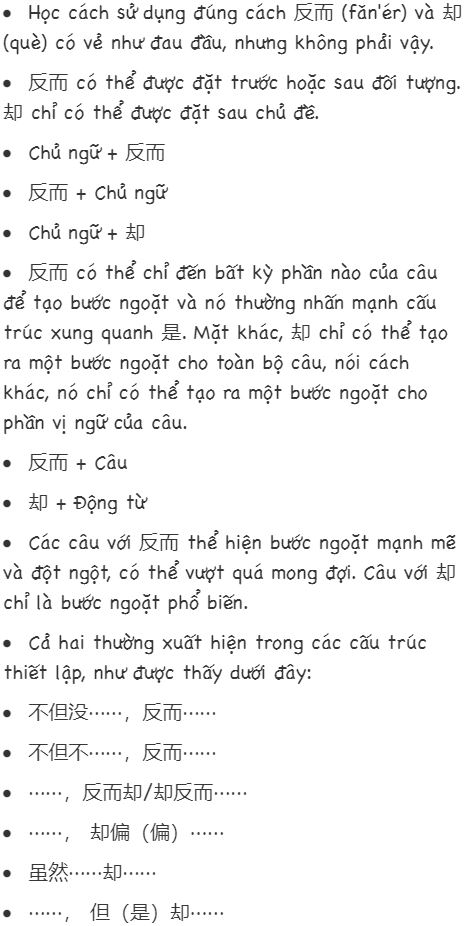 • Học cách sử dụng đúng cách 反而 (fǎn'ér) và 却
(què) có vẻ như đau đầu, nhưng không phải vậy.
• 反而 có thể được đặt trước hoặc sau đối tượng.
却 chỉ có thể được đặt sau chủ đề.
• Chủ ngữ + 反而
• 反而 + Chủ ngữ
• Chủ ngữ + 却
• 反而 có thể chỉ đến bất kỳ phần nào của câu
để tạo bước ngoặt và nó thường nhấn mạnh cấu
trúc xung quanh 是. Mặt khác, 却 chỉ có thể tạo
ra một bước ngoặt cho toàn bộ câu, nói cách
khác, nó chỉ có thể tạo ra một bước ngoặt cho
phần vị ngữ của câu.
• 反而 + Câu
• 却 + Động từ
• Các câu với 反而 thể hiện bước ngoặt mạnh mẽ
và đột ngột, có thể vượt quá mong đợi. Câu với 却
chỉ là bước ngoặt phổ biến.
• Cả hai thường xuất hiện trong các cấu trúc
thiết lập, như được thấy dưới đây:
• 不但没……，反而……
• 不但不……，反而……
• ……，反而却/却反而……
• ……， 却偏（偏）……
• 虽然……却……
• ……， 但（是）却……